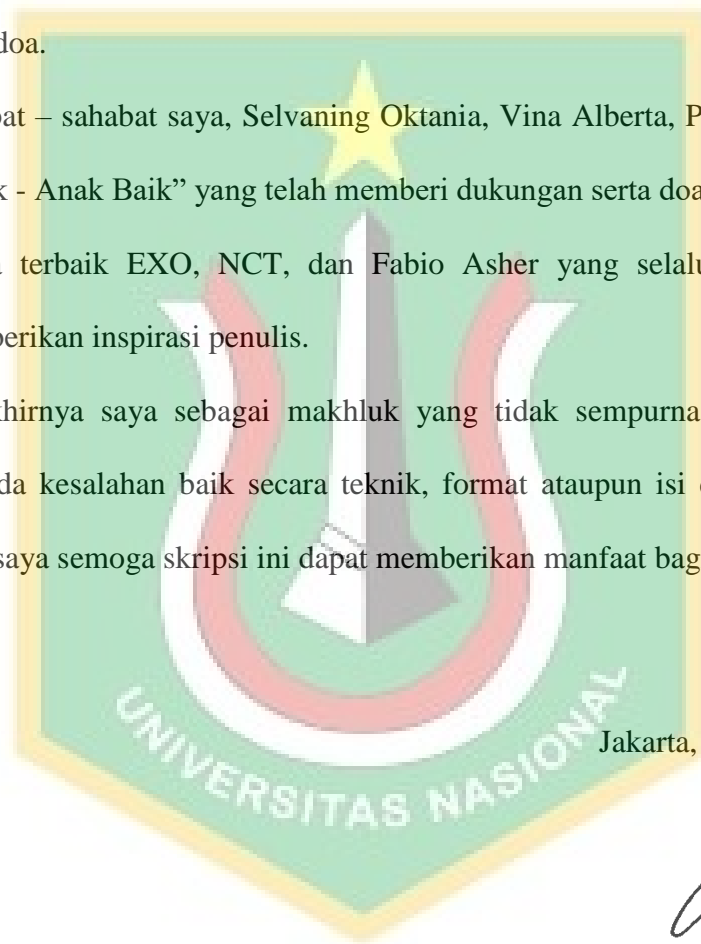 doa.
bat – sahabat saya, Selvaning Oktania, Vina Alberta, P
k - Anak Baik” yang telah memberi dukungan serta doa
terbaik EXO, NCT, dan Fabio Asher yang selalu
berikan inspirasi penulis.
khirnya saya sebagai makhluk yang tidak sempurna
da kesalahan baik secara teknik, format ataupun isi
saya semoga skripsi ini dapat memberikan manfaat bag
Jakarta,
UNIVERSITAS NASIONAL